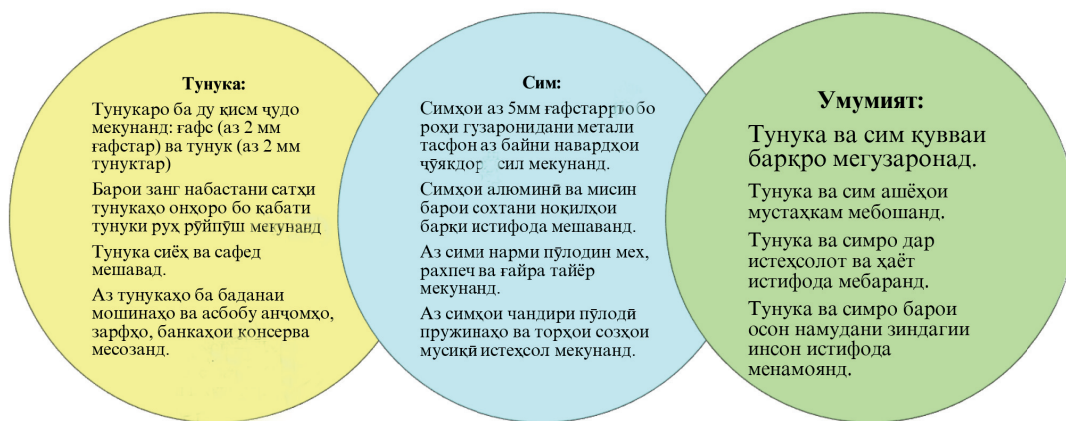 Тунука:
Тунукаро ба ду қисм ҷудо
мекунанд: ғафс (аз 2 мм
ғафстар) ва тунук (аз 2 мм
тунуктар)
Барои занг набастани сатҳи
тунукаҳо онҳоро бо қабати
тунуки руҳ рӯйпӯш мегунанд
Тунука сиёҳ ва сафед
мешавад.
Аз тунукаҳо ба баданаи
мошинаҳо ва асбобу анҷомҳо,
зарфҳо, банкаҳои консерва
месозанд.
Сим:
Симҳои аз 5мм ғафстаррто бо
роҳи гузаронидани метали
тасфон аз байни навардҳои
ҷӯякдор сил мекунанд.
Симҳои алюминӣ ва мисин
барои сохтани ноқилҳои
барқи истифода мешаванд.
Аз сими нарми пӯлодин мех,
рахпеч ва ғайра тайёр
мекунанд.
Аз симҳои чандири пӯлодӣ
пружинаҳо ва торҳои созҳои
мусиқӣ истеҳсол мекунанд.
Умумият:
Тунука ва сим қувваи
барқро мегузаронад.
Тунука ва сим ашёҳои
мустаҳкам мебошанд.
Тунука ва симро дар
истеҳсолот ва ҳаёт
истифода мебаранд.
Тунука ва симро барои
осон намудани зиндагии
инсон истифода
менамоянд.